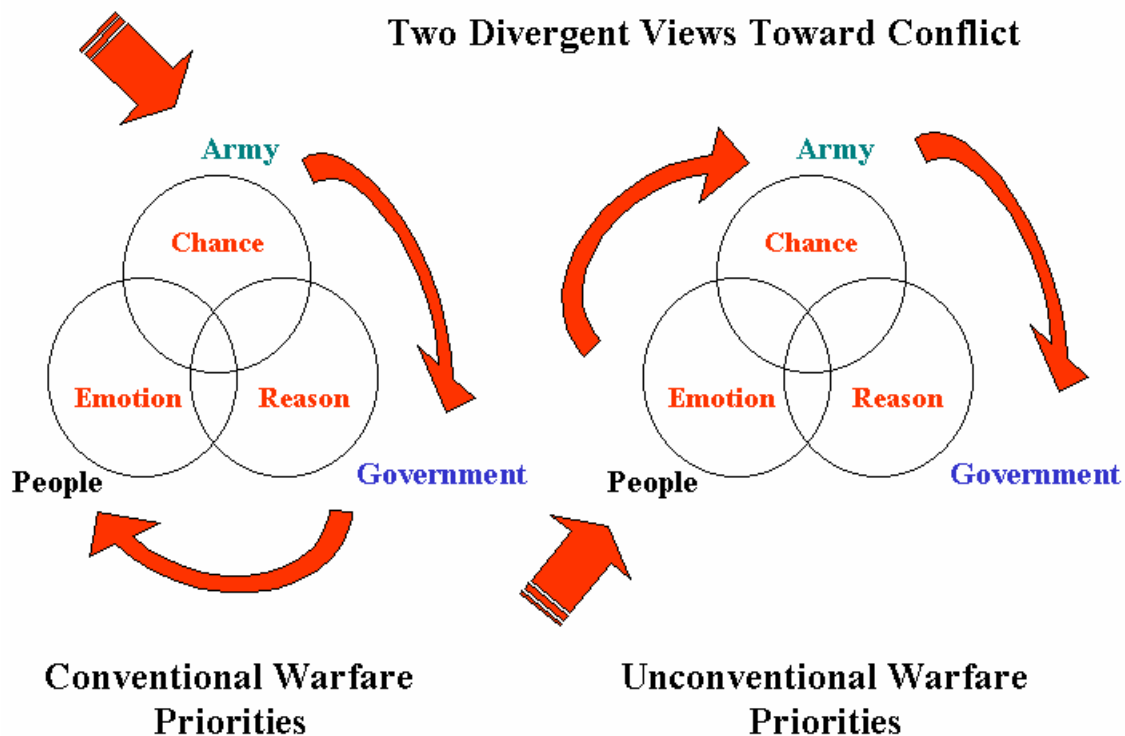 Two Divergent Views Toward Conflict
Army
Chance
Emotion
Reason
People
Government
Conventional Warfare
Priorities
Army
Chance
Emotion
Reason
People
Government
Unconventional Warfare
Priorities